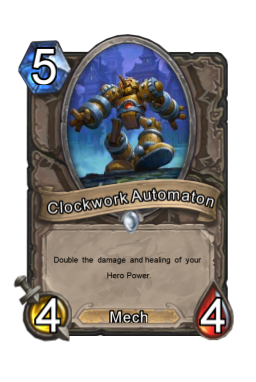 5
Clockwork Automaton
Double the damage and healing of your
Hero Power.
4
Mech
4